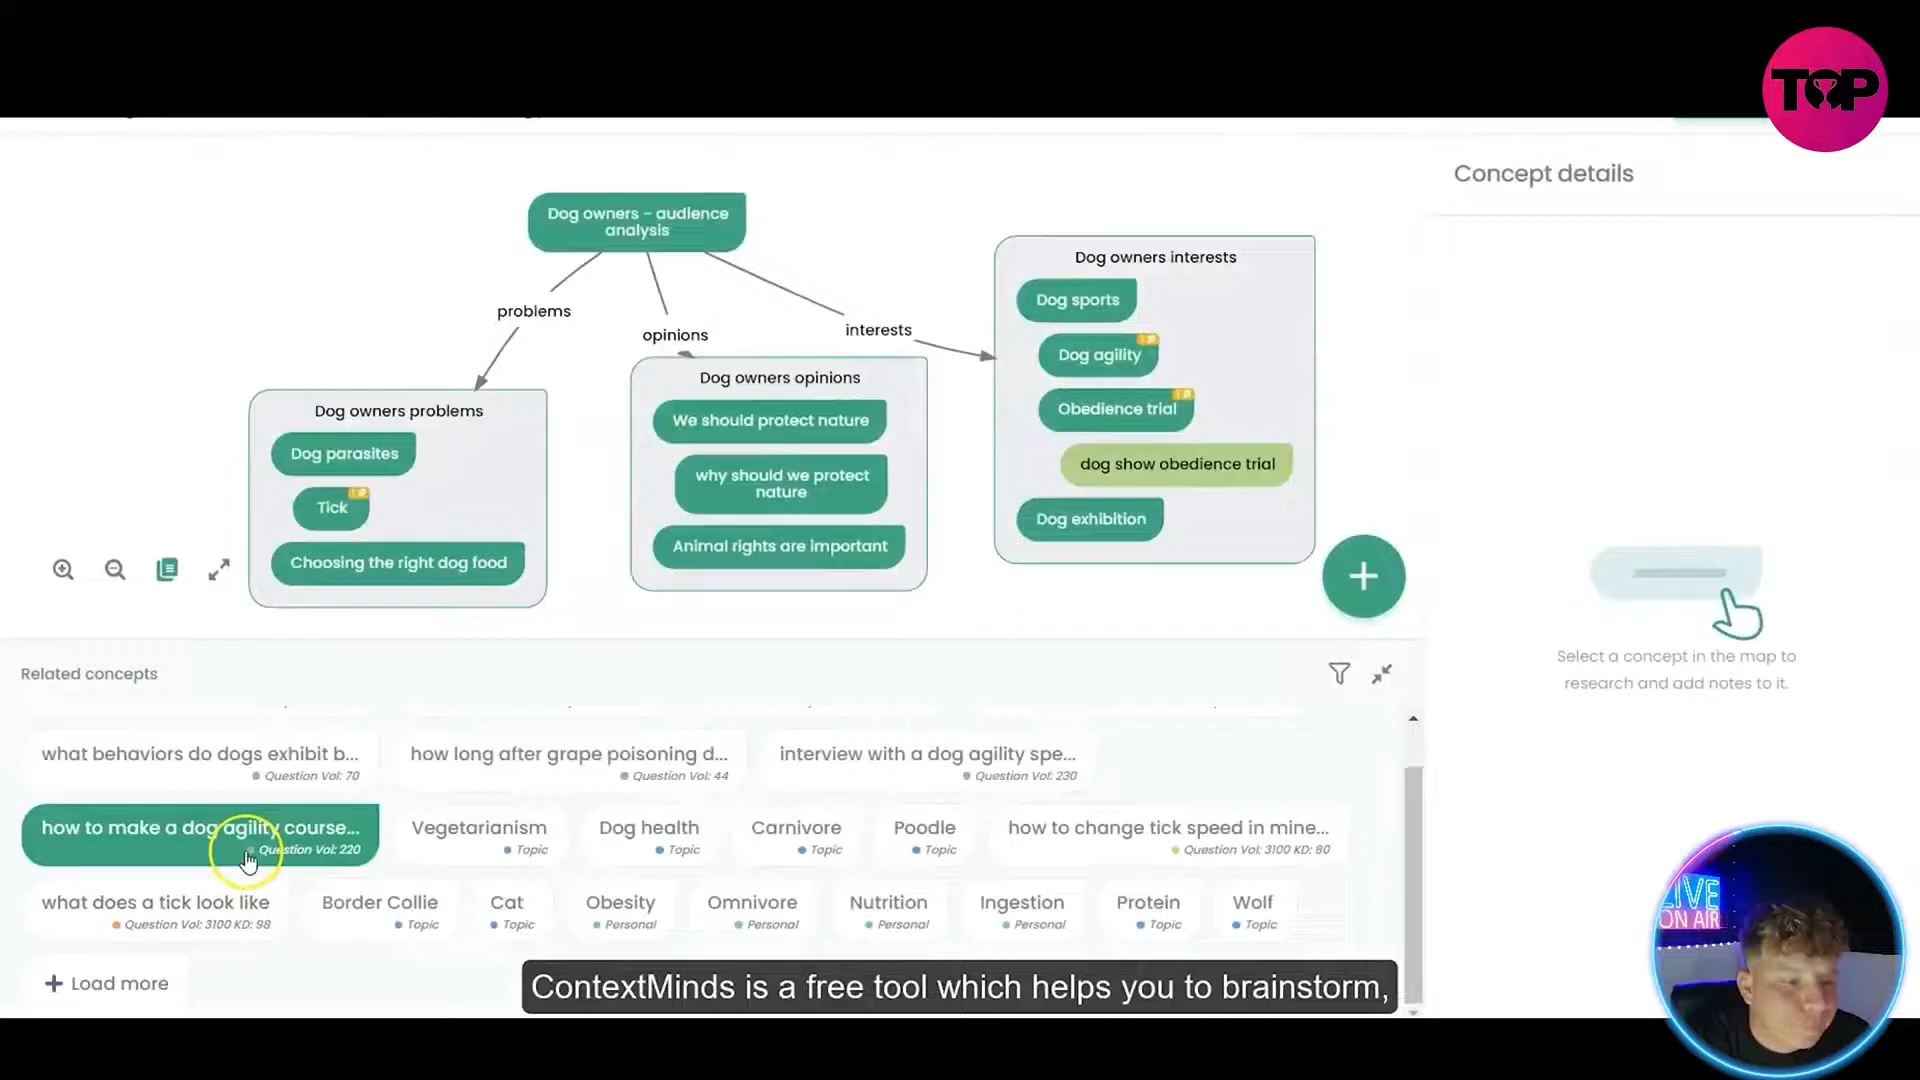 TOP
Concept details
Dog owners - audience
analysis
problems
opinions
interests
Dog owners problems
Dog parasites
Tick
Choosing the right dog food
Dog owners opinions
We should protect nature
why should we protect
nature
Animal rights are important
Dog owners interests
Dog sports
Dog agility
Obedience trial
dog show obedience trial
Dog exhibition
Select a concept in the map to
research and add notes to it.
Related concepts
what behaviors do dogs exhibit b...
Question Vol: 70
how long after grape poisoning d...
Question Vol: 44
interview with a dog agility spe...
Question Vol: 230
how to make a dog agility course...
Question Vol: 220
Vegetarianism
Topic
Dog health
Topic
Carnivore
Topic
Poodle
Topic
how to change tick speed in mine...
Question Vol: 3100 KD: 80
what does a tick look like
Question Vol: 3100 KD: 98
Border Collie
Topic
Cat
Topic
Obesity
Personal
Omnivore
Personal
Nutrition
Personal
Ingestion
Personal
Protein
Topic
Wolf
Topic
+ Load more
ContextMinds is a free tool which helps you to brainstorm,
LIVE
ON AIR